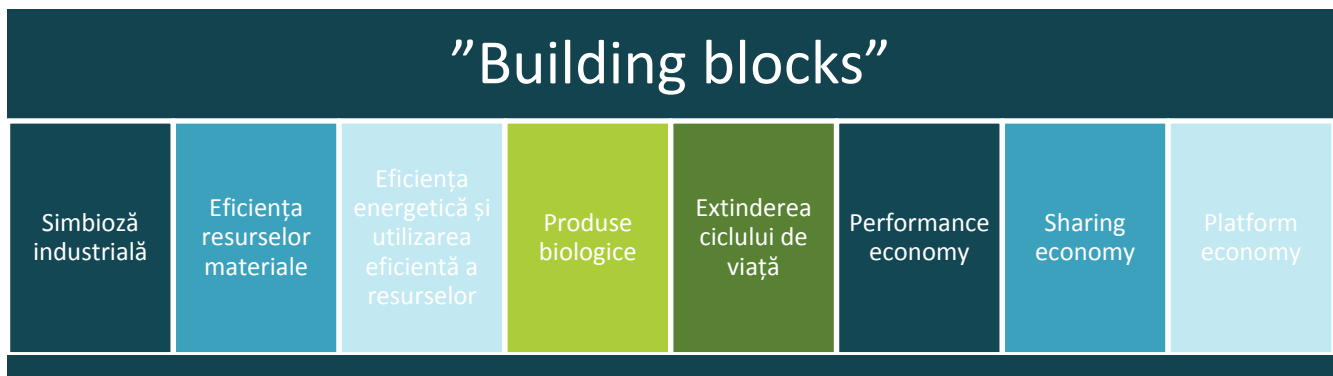 ”Building blocks”
Simbioză
industrială
Eficiența
resurselor
materiale
Eficiența
energetică și
utilizarea
eficientă a
resurselor
Produse
biologice
Extinderea
ciclului de
viață
Performance
economy
Sharing
economy
Platform
economy